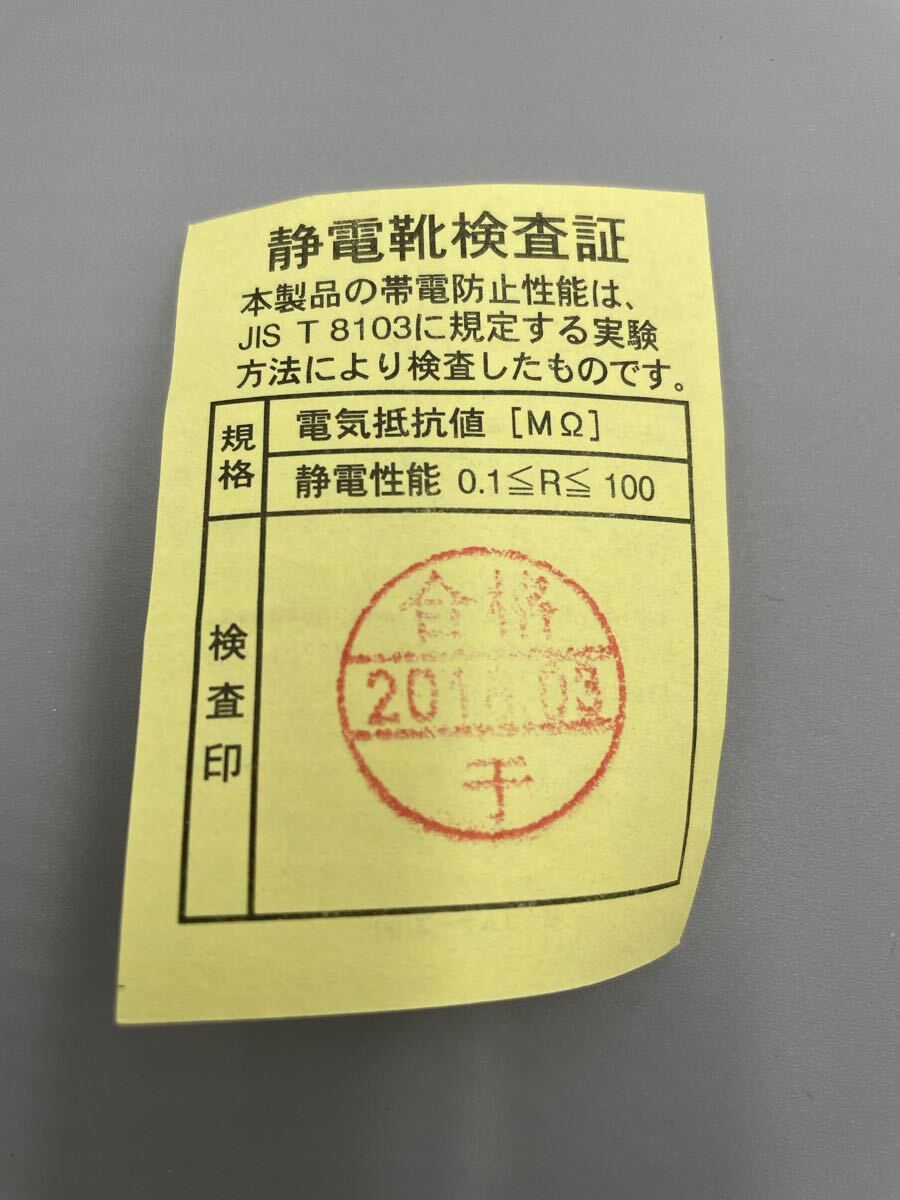 静電靴検査証
本製品の帯電防止性能は、
JIS T 8103に規定する実験
方法により検査したものです。
規格
電気抵抗値 [MΩ]
静電性能 0.1≦R≦ 100
検査印
合格